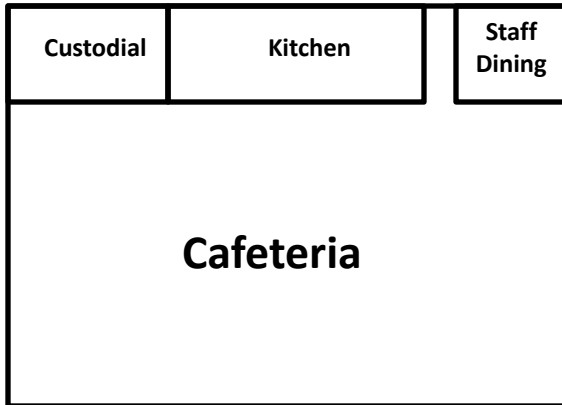 Custodial
Kitchen
Staff
Dining
Cafeteria